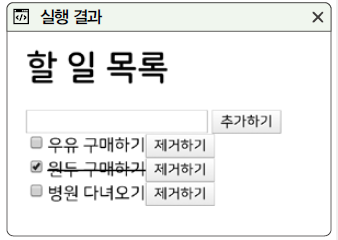 실행 결과
할 일 목록
추가하기
우유 구매하기 제거하기
원두 구매하기 제거하기
병원 다녀오기 제거하기